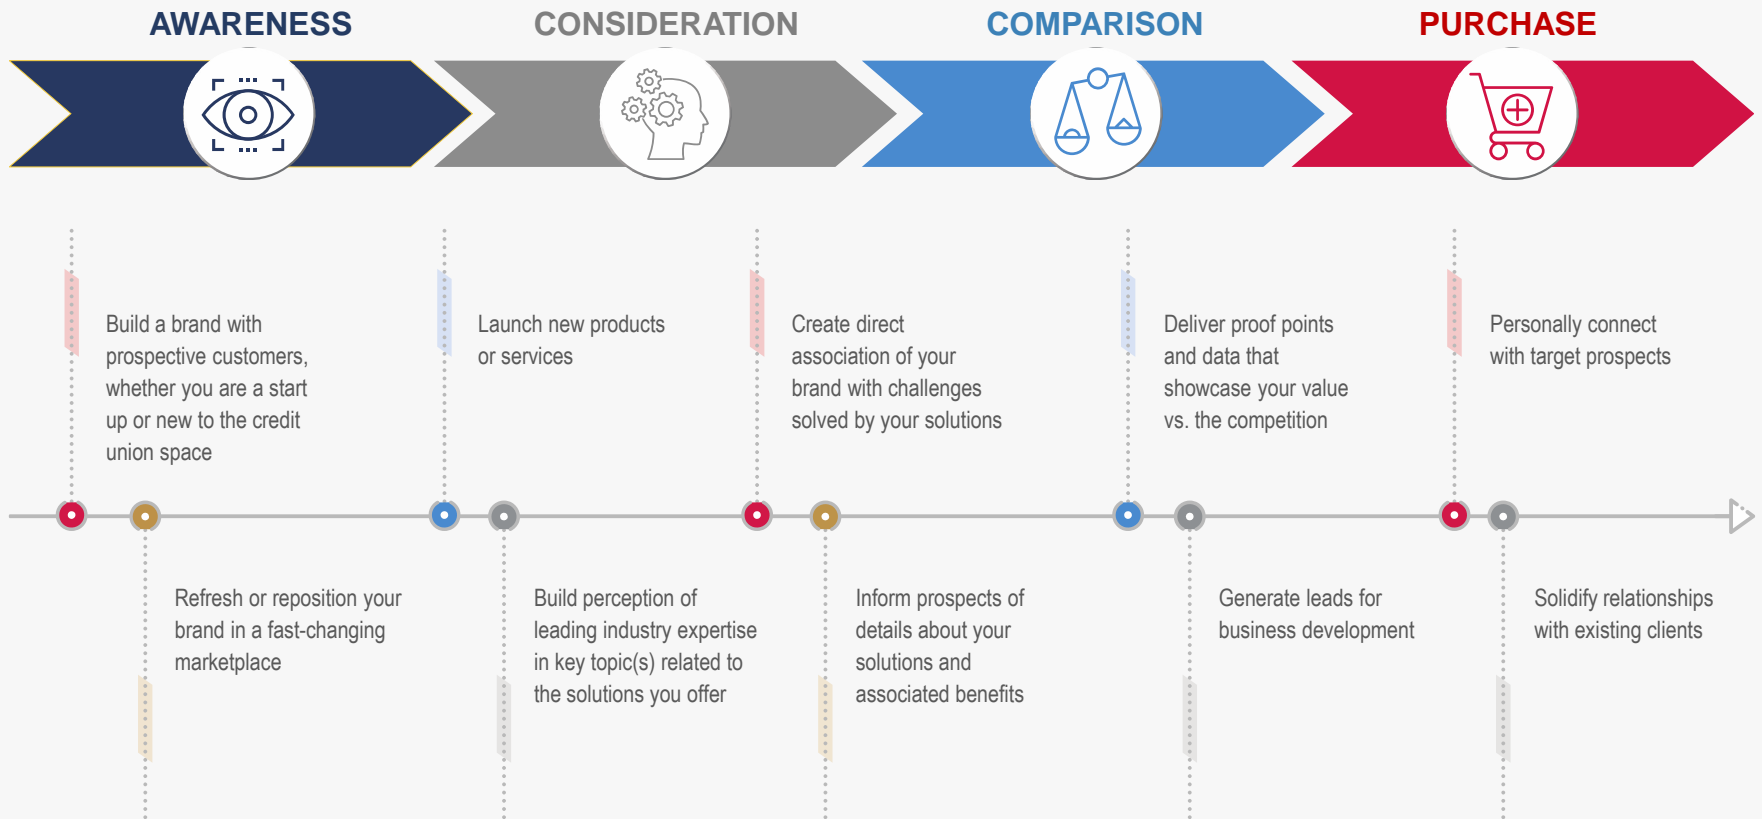 AWARENESS
CONSIDERATION
COMPARISON
PURCHASE
Build a brand with
prospective customers,
whether you are a start
up or new to the credit
union space
Launch new products
or services
Create direct
association of your
brand with challenges
solved by your solutions
Deliver proof points
and data that
showcase your value
vs. the competition
Personally connect
with target prospects
Refresh or reposition your
brand in a fast-changing
marketplace
Build perception of
leading industry expertise
in key topic(s) related to
the solutions you offer
Inform prospects of
details about your
solutions and
associated benefits
Generate leads for
business development
Solidify relationships
with existing clients